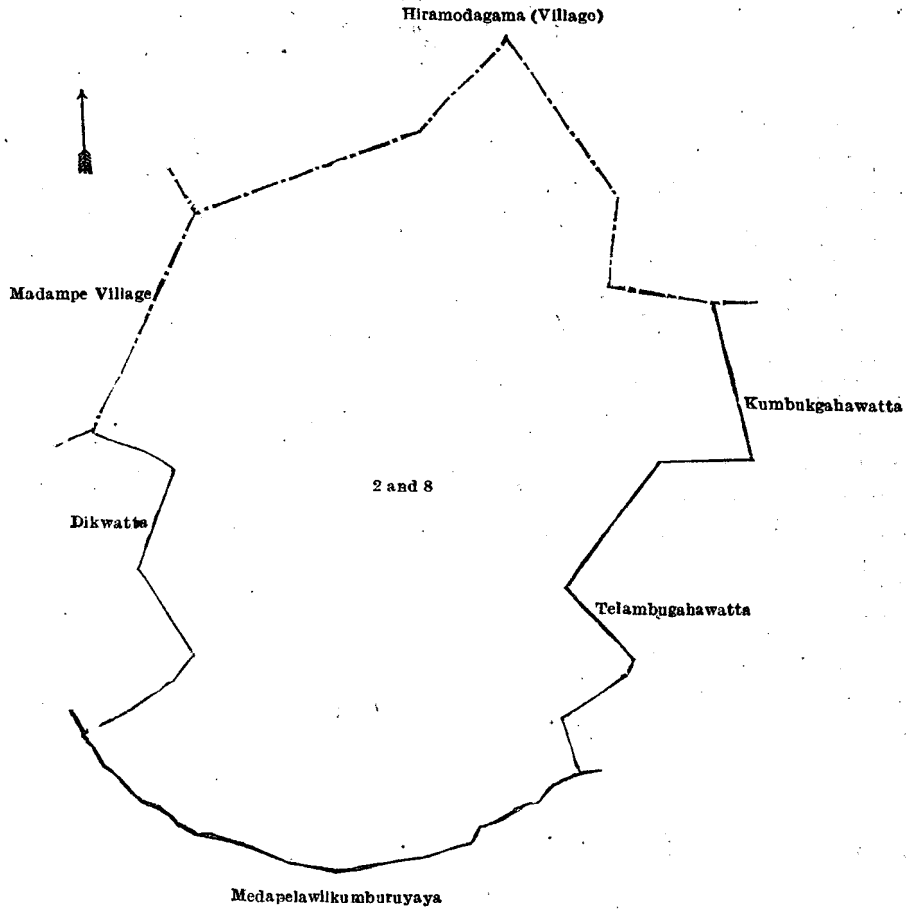 Hiramodagama (Village)
Madampe Village
Kumbukgahawatta
2 and 8
Dikwatta
Telambugahawatta
Medapelawilkumburuyaya